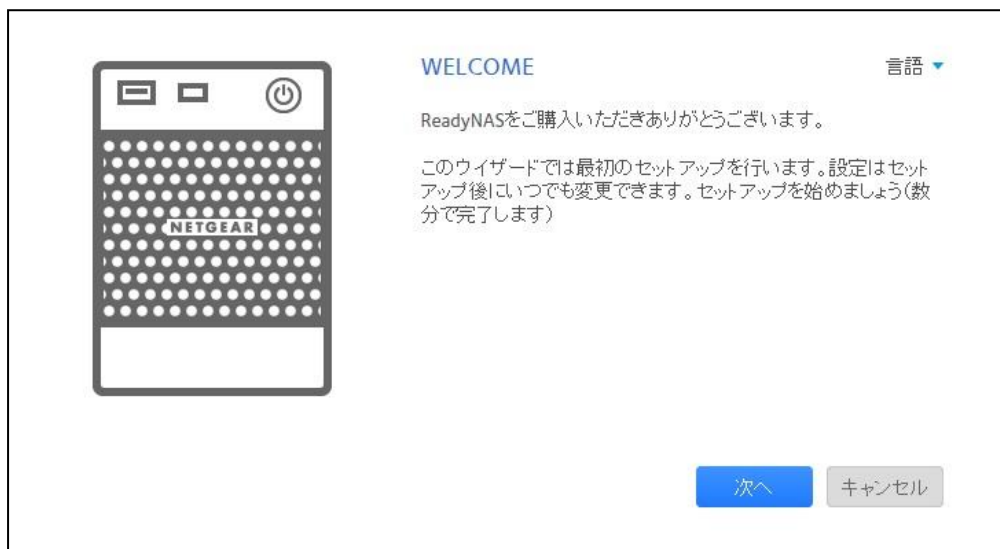 WELCOME
言語
ReadyNASをご購入いただきありがとうございます。
このウィザードでは最初のセットアップを行います。設定はセット
アップ後にいつでも変更できます。セットアップを始めましょう(数
分で完了します)
NETGEAR
次へ
キャンセル